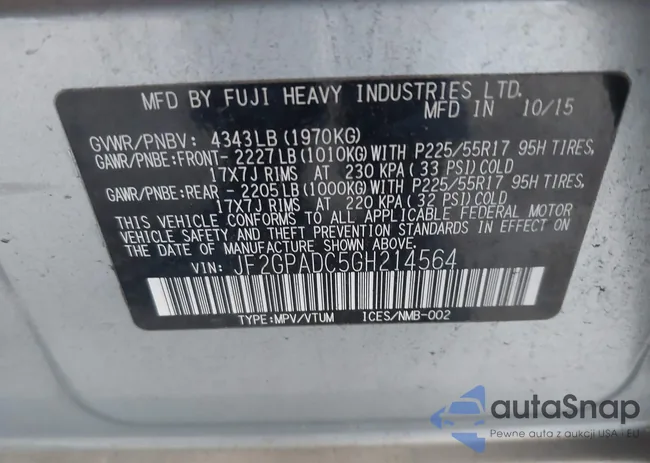 MFD BY FUJI HEAVY INDUSTRIES LTD.
MFD IN 10/15
GVWR/PNBV: 4343LB (1970KG)
GAWR/PNBE:FRONT- 2227LB (1010KG) WITH P225/55R17 95H TIRES,
17X7J RIMS AT 230 KPA (33 PSI) COLD
GAWR/PNBE:REAR - 2205LB (1000KG) WITH P225/55R17 95H TIRES,
17X7J RIMS AT 220 KPA (32 PSI) COLD
THIS VEHICLE CONFORMS TO ALL APPLICABLE FEDERAL MOTOR
VEHICLE SAFETY AND THEFT PREVENTION STANDARDS IN EFFECT
ON THE DATE OF MANUFACTURE SHOWN ABOVE.
VIN: JF2GPADC5GH214564
TYPE:MPV/VTUM ICES/NMB-002
autaSnap
Pewne auta z aukcji USA i EU